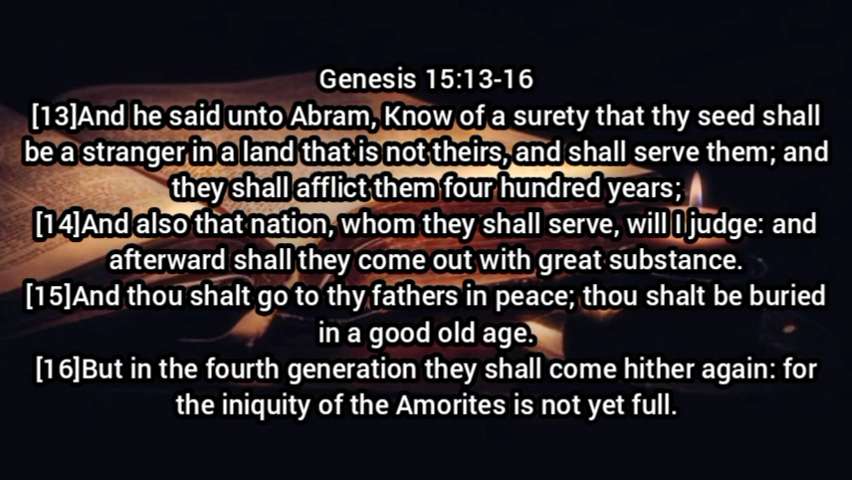 Genesis 15:13-16
[13]And he said unto Abram, Know of a surety that thy seed shall
be a stranger in a land that is not theirs, and shall serve them; and
they shall afflict them four hundred years;
[14]And also that nation, whom they shall serve, will I judge: and
afterward shall they come out with great substance.
[15]And thou shalt go to thy fathers in peace; thou shalt be buried
in a good old age.
[16]But in the fourth generation they shall come hither again: for
the iniquity of the Amorites is not yet full.